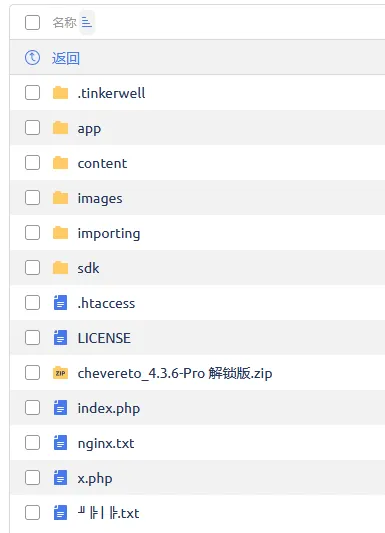 名称
返回
.tinkerwell
app
content
images
importing
sdk
.htaccess
LICENSE
ZIP
chevereto_4.3.6-Pro 解锁版.zip
index.php
nginx.txt
x.php
╜╠│╠.txt